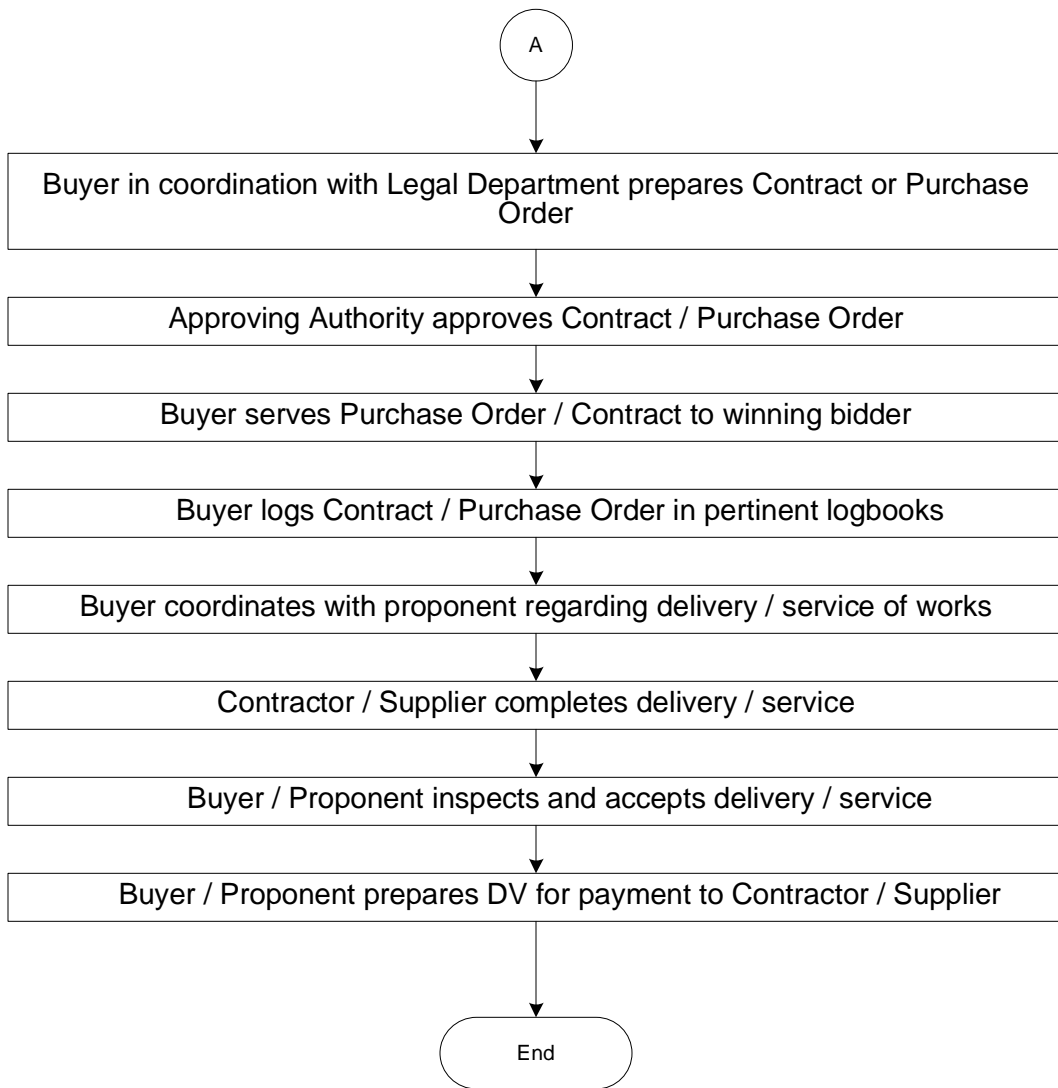 A
Buyer in coordination with Legal Department prepares Contract or Purchase
Order
Approving Authority approves Contract / Purchase Order
Buyer serves Purchase Order / Contract to winning bidder
Buyer logs Contract / Purchase Order in pertinent logbooks
Buyer coordinates with proponent regarding delivery / service of works
Contractor / Supplier completes delivery / service
Buyer / Proponent inspects and accepts delivery / service
Buyer / Proponent prepares DV for payment to Contractor / Supplier
End